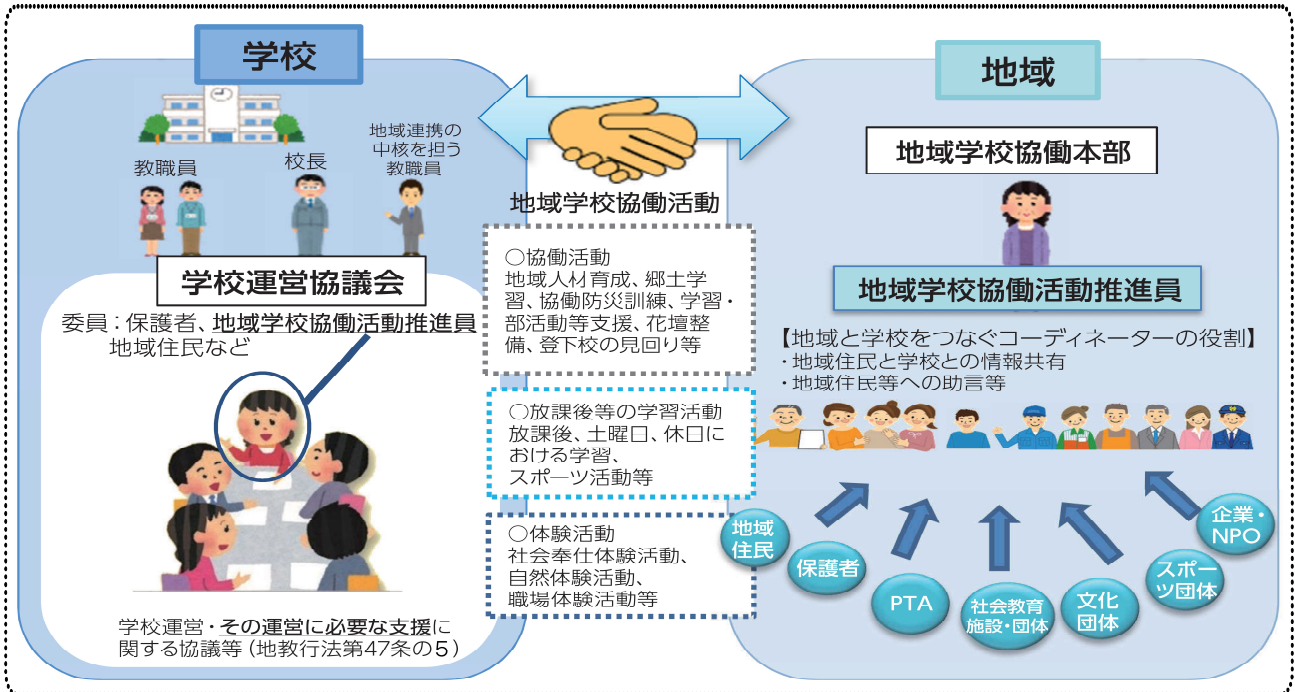 学校
教職員
校長
地域連携の
中核を担う
教職員
学校運営協議会
委員：保護者、地域学校協働活動推進員
地域住民など
学校運営・その運営に必要な支援に
関する協議等（地教行法第47条の5）
地域学校協働活動
○協働活動
地域人材育成、郷土学
習、協働防災訓練、学習・
部活動等支援、花壇整
備、登下校の見回り等
○放課後等の学習活動
放課後、土曜日、休日に
おける学習、
スポーツ活動等
○体験活動
社会奉仕体験活動、
自然体験活動、
職場体験活動等
地域
地域学校協働本部
地域学校協働活動推進員
【地域と学校をつなぐコーディネーターの役割】
・地域住民と学校との情報共有
・地域住民等への助言等
地域
住民
保護者
PTA
社会教育
施設・団体
文化
団体
スポー
ツ団体
企業・
NPO